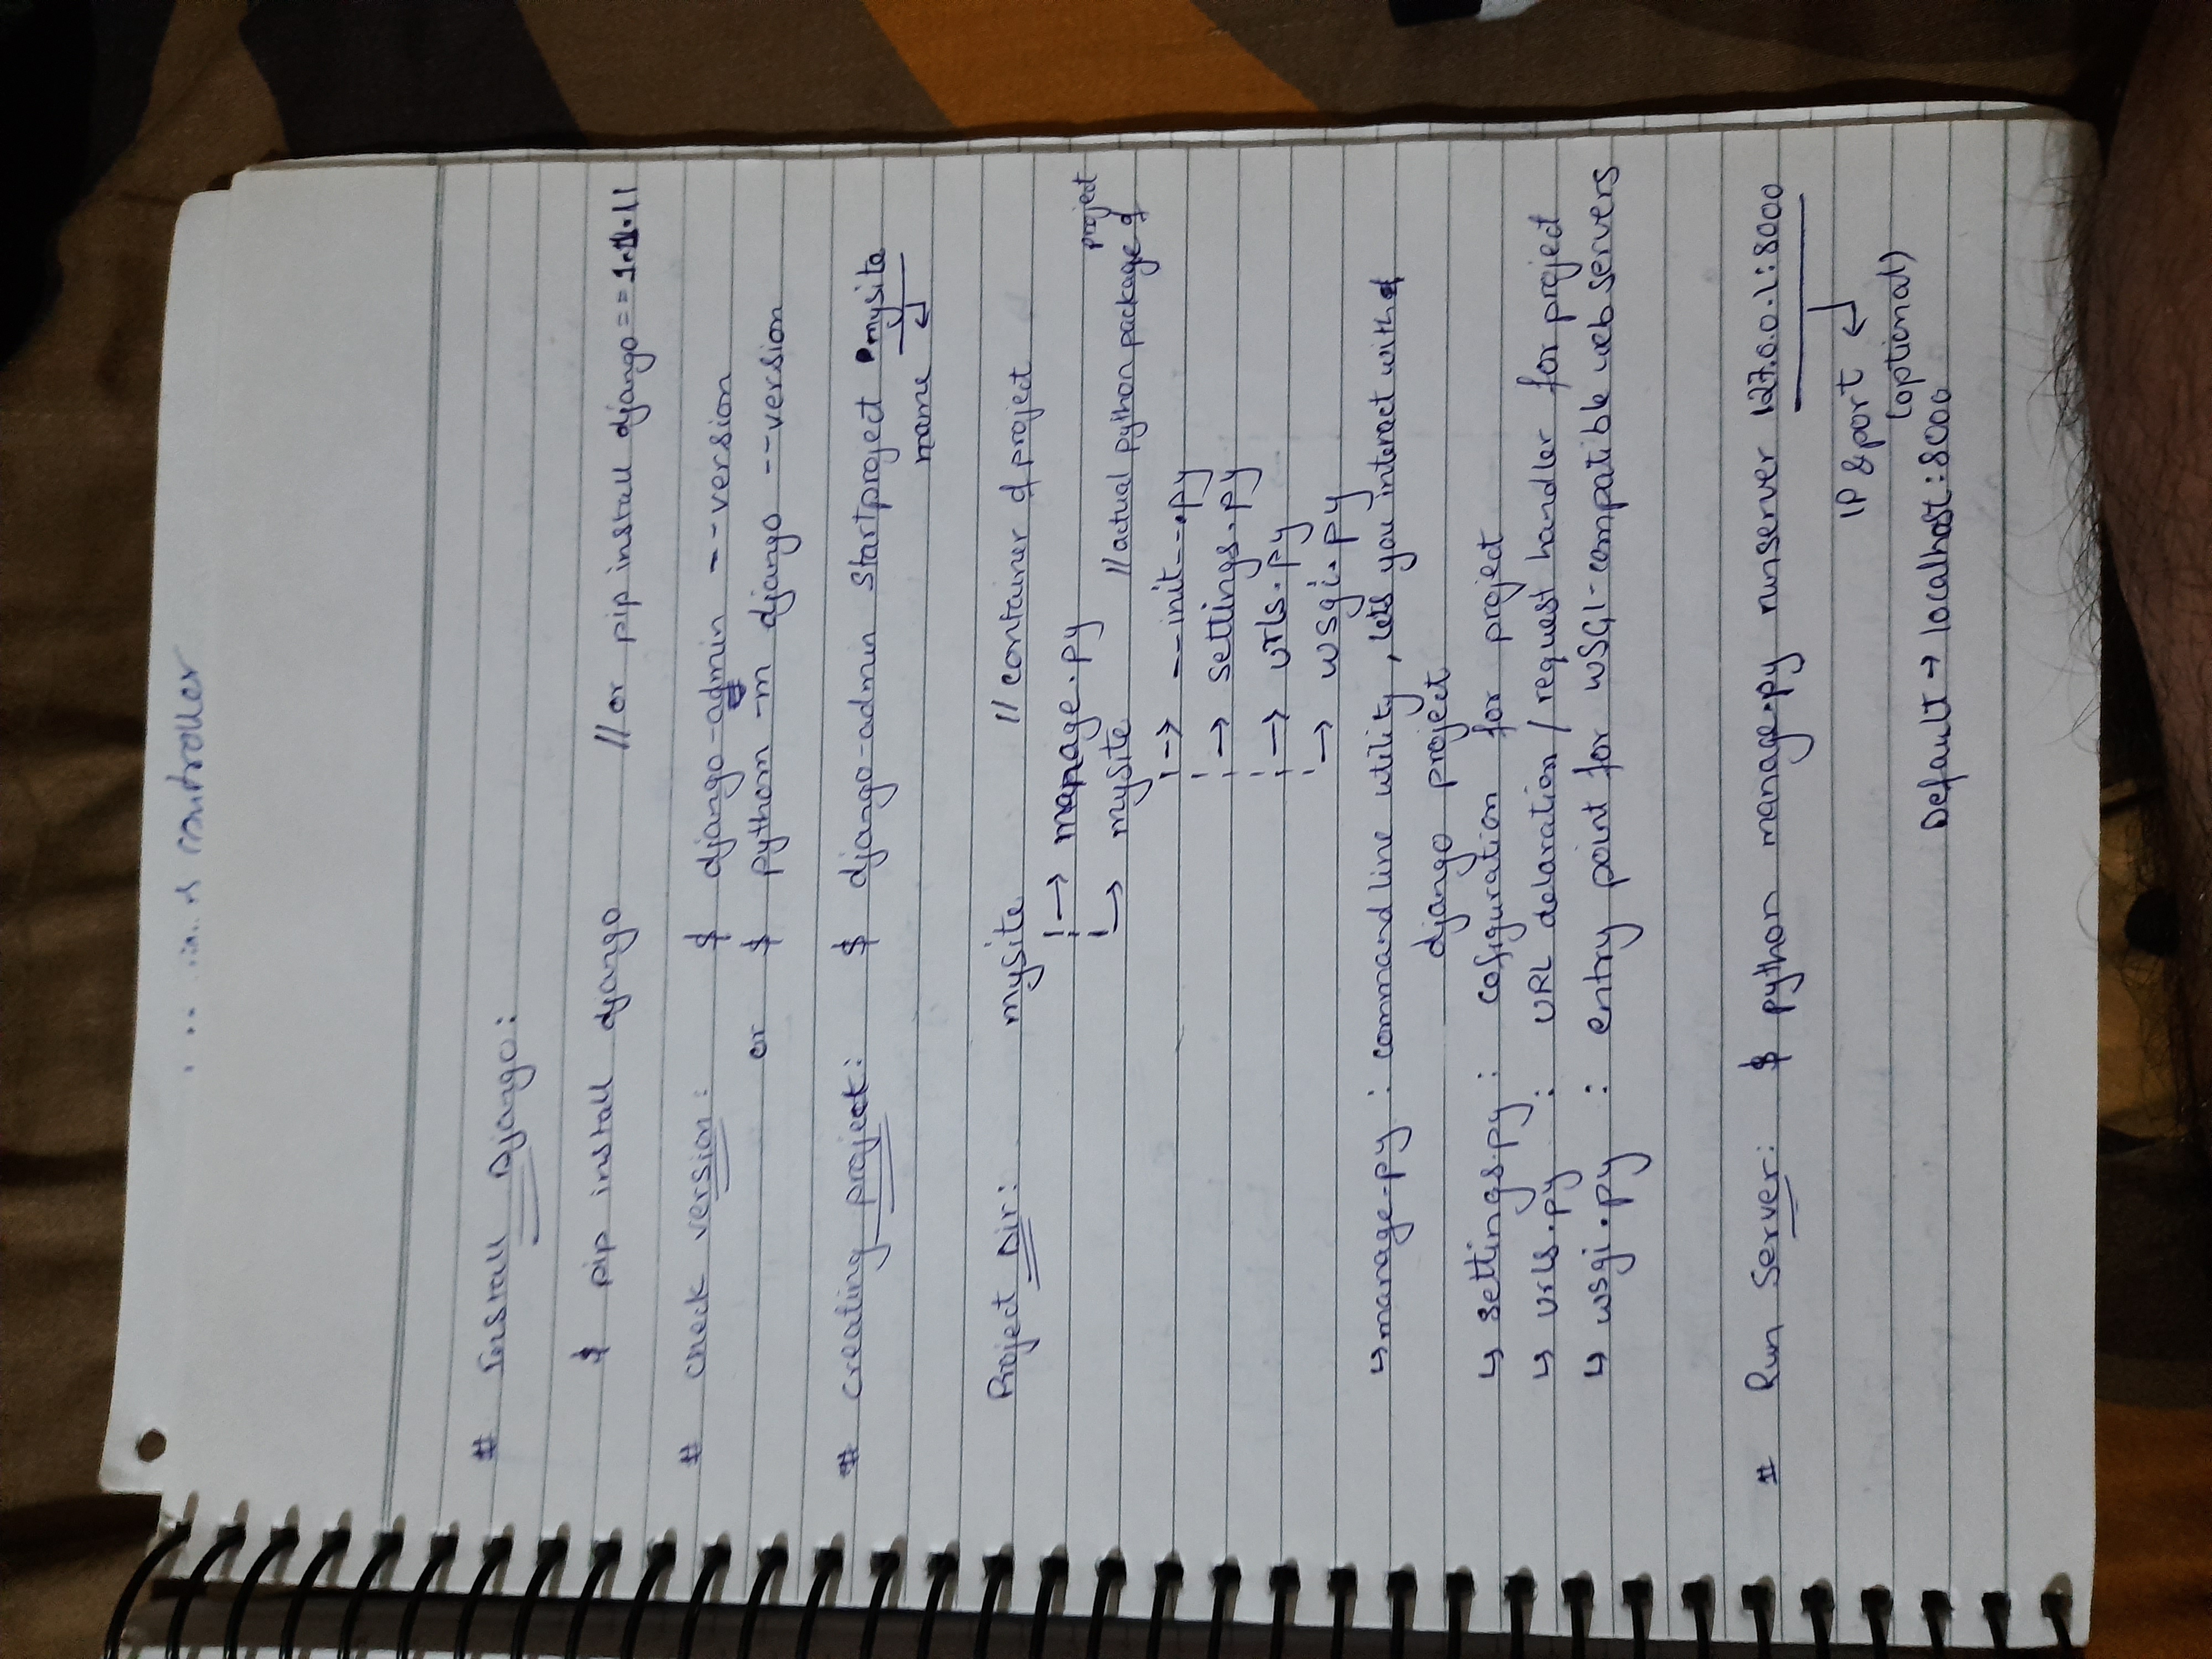 controller
# Install Django:
$ pip install django // or pip install django==1.11.11
# check version: $ django-admin --version
or $ python -m django --version
# creating project: $ django-admin startproject mysite
name ↲
Project Dir: mysite // container of project
→ manage.py
→ mysite // actual python package of project
→ __init__.py
→ settings.py
→ urls.py
→ wsgi.py
↳ manage.py : command line utility, lets you interact with
django project
↳ settings.py : cofiguration for project
↳ urls.py : URL delaration / request handler for project
↳ wsgi.py : entry point for WSGI-compatible web servers
# Run Server: $ python manage.py runserver 127.0.0.1:8000
IP & port ↲
(optional)
Default → localhost:8000